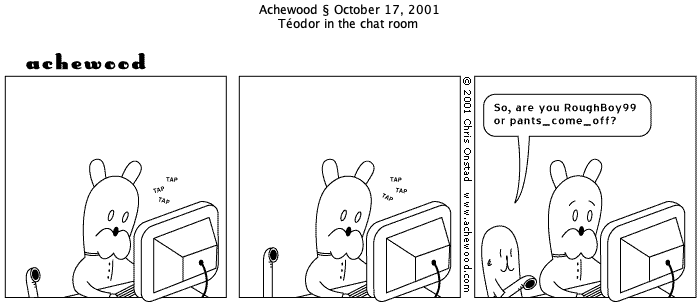 Achewood § October 17, 2001
Téodor in the chat room
achewood
TAP
TAP
TAP
TAP
TAP
TAP
© 2001 Chris Onstad www.achewood.com
So, are you RoughBoy99
or pants_come_off?